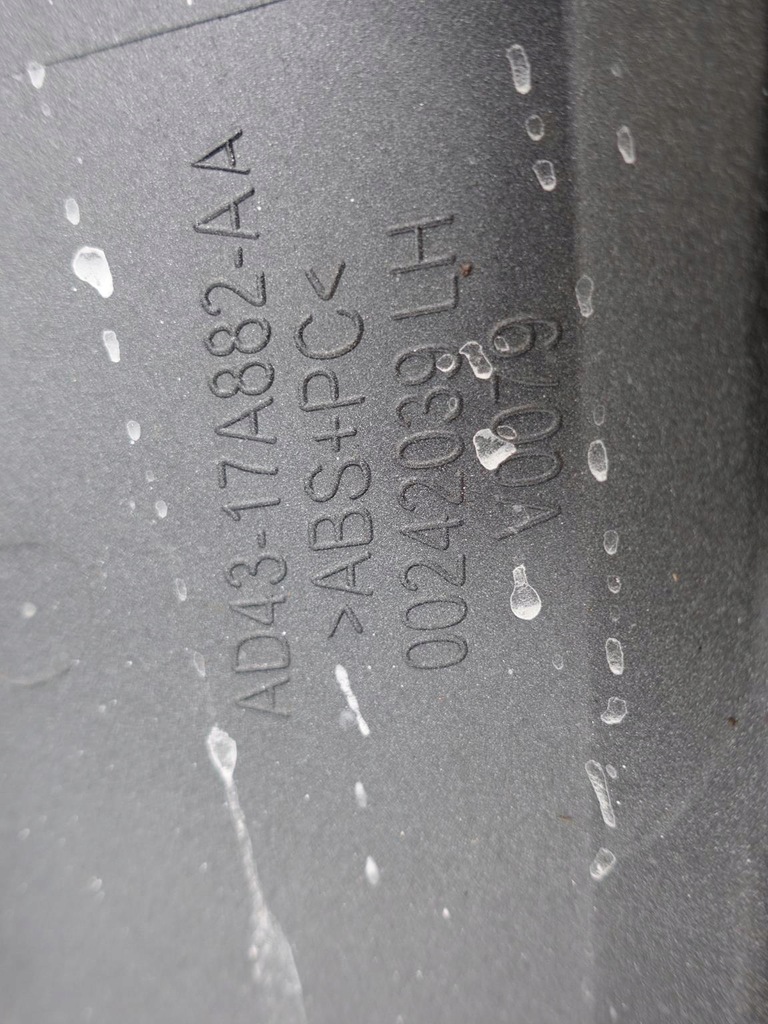 AD43-17A882-AA
>ABS+PC<
00242039 LH
V0079